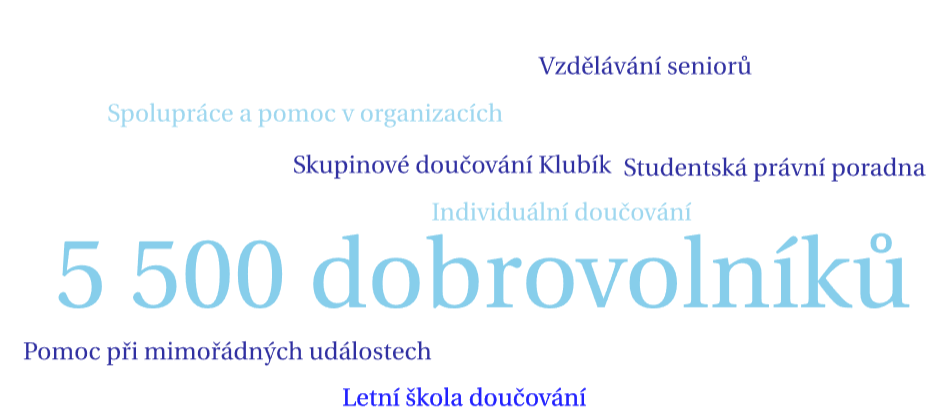 Vzdělávání seniorů
Spolupráce a pomoc v organizacích
Skupinové doučování Klubík
Studentská právní poradna
Individuální doučování
5 500 dobrovolníků
Pomoc při mimořádných událostech
Letní škola doučování